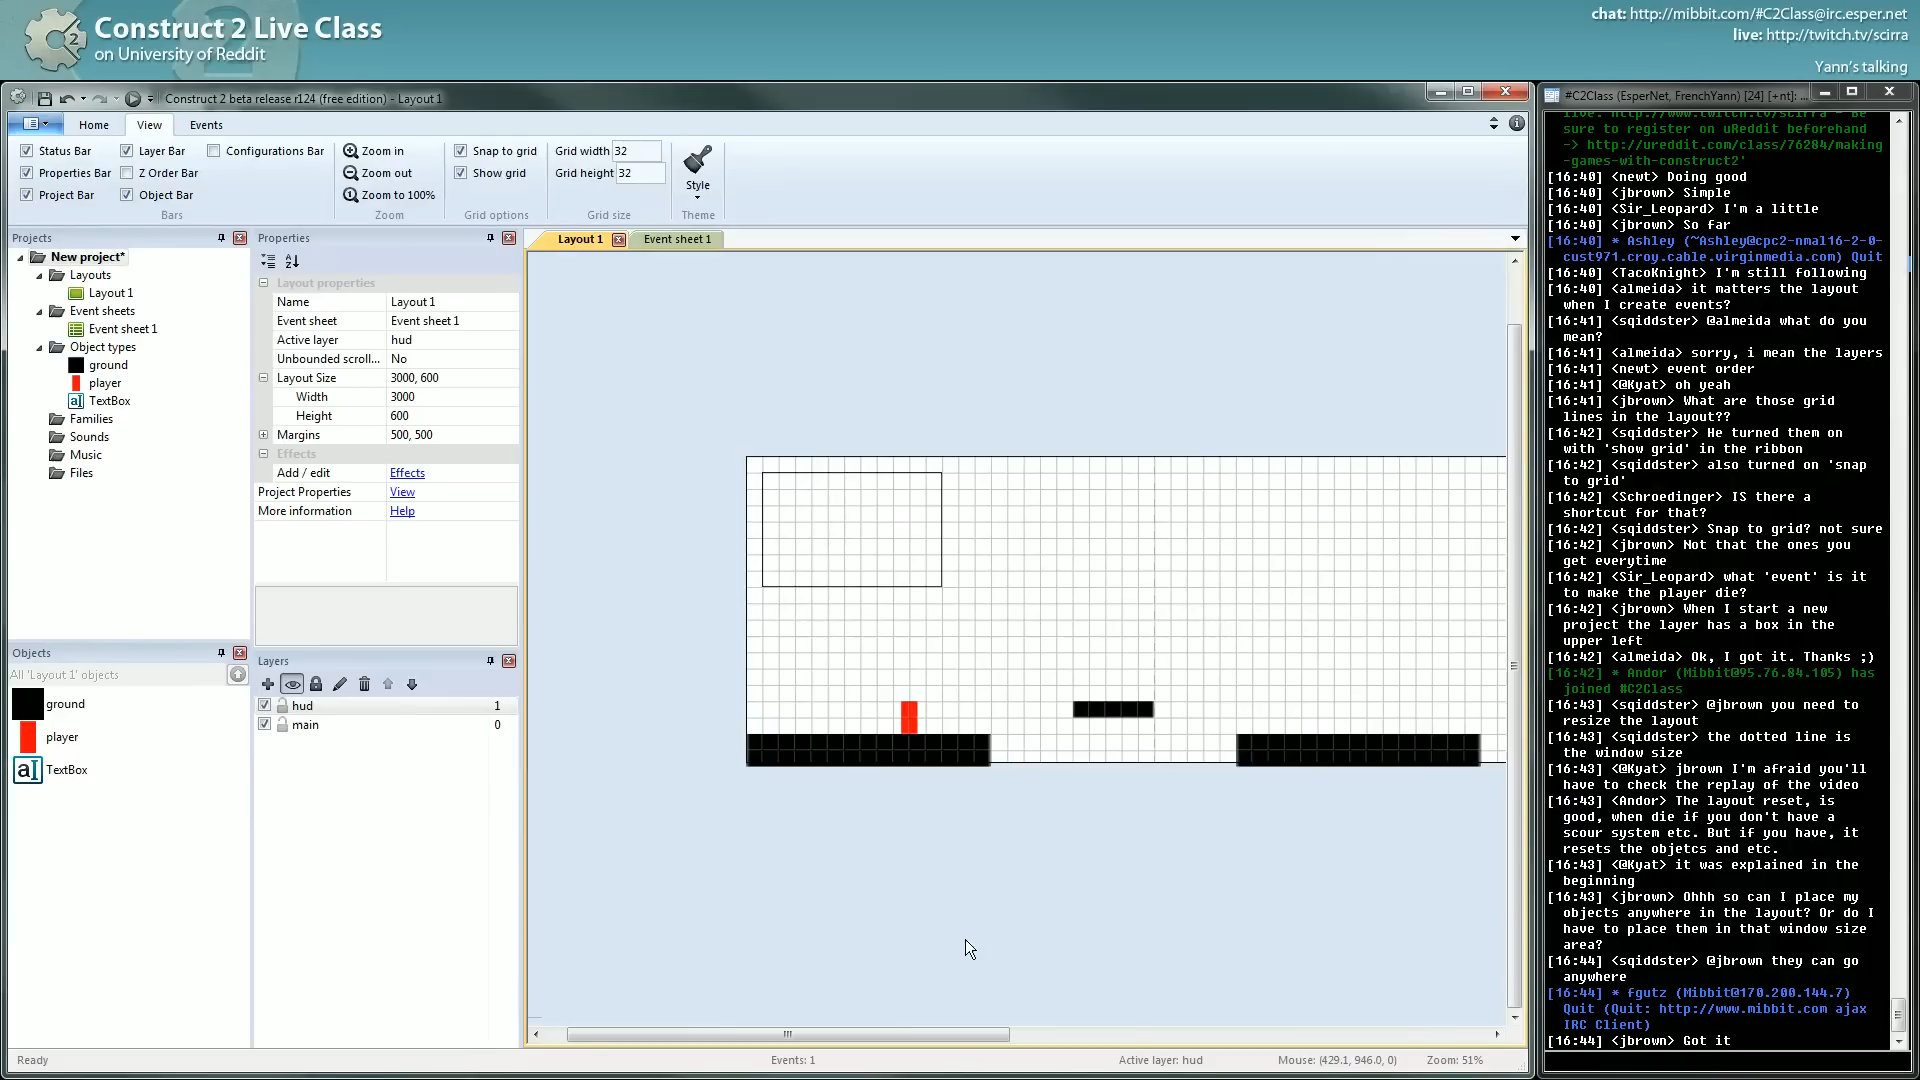 Construct 2 Live Class
on University of Reddit
chat: http://mibbit.com/#C2Class@irc.esper.net
live: http://twitch.tv/scirra
Yann's talking
Construct 2 beta release r124 (free edition) - Layout 1
Home
View
Events
Status Bar
Layer Bar
Configurations Bar
Properties Bar
Z Order Bar
Project Bar
Object Bar
Bars
Zoom in
Zoom out
Zoom to 100%
Zoom
Snap to grid
Show grid
Grid options
Grid width 32
Grid height 32
Grid size
Style
Theme
Projects
New project*
Layouts
Layout 1
Event sheets
Event sheet 1
Object types
ground
player
TextBox
Families
Sounds
Music
Files
Properties
Layout properties
Name Layout 1
Event sheet Event sheet 1
Active layer hud
Unbounded scroll... No
Layout Size 3000, 600
Width 3000
Height 600
Margins 500, 500
Effects
Add / edit Effects
Project Properties View
More information Help
Objects
All 'Layout 1' objects
ground
player
TextBox
Layers
hud 1
main 0
Layout 1
Event sheet 1
Ready
Events: 1
Active layer: hud
Mouse: (429.1, 946.0, 0)
Zoom: 51%
#C2Class (EsperNet, FrenchYann) [24] [+nt]: ...
live: http://www.twitch.tv/scirra - Be
sure to register on uReddit beforehand
-> http://ureddit.com/class/76284/making
-games-with-construct2'
[16:40] <newt> Doing good
[16:40] <jbrown> Simple
[16:40] <Sir_Leopard> I'm a little
[16:40] <jbrown> So far
[16:40] * Ashley (~Ashley@cpc2-nmal16-2-0-
cust971.croy.cable.virginmedia.com) Quit
[16:40] <TacoKnight> I'm still following
[16:40] <almeida> it matters the layout
when I create events?
[16:41] <sqiddster> @almeida what do you
mean?
[16:41] <almeida> sorry, i mean the layers
[16:41] <newt> event order
[16:41] <@Kyat> oh yeah
[16:41] <jbrown> What are those grid
lines in the layout??
[16:42] <sqiddster> He turned them on
with 'show grid' in the ribbon
[16:42] <sqiddster> also turned on 'snap
to grid'
[16:42] <Schroedinger> IS there a
shortcut for that?
[16:42] <sqiddster> Snap to grid? not sure
[16:42] <jbrown> Not that the ones you
get everytime
[16:42] <Sir_Leopard> what 'event' is it
to make the player die?
[16:42] <jbrown> When I start a new
project the layer has a box in the
upper left
[16:42] <almeida> Ok, I got it. Thanks ;)
[16:42] * Andor (Mibbit@95.76.84.105) has
joined #C2Class
[16:43] <sqiddster> @jbrown you need to
resize the layout
[16:43] <sqiddster> the dotted line is
the window size
[16:43] <@Kyat> jbrown I'm afraid you'll
have to check the replay of the video
[16:43] <Andor> The layout reset, is
good, when die if you don't have a
scour system etc. But if you have, it
resets the objetcs and etc.
[16:43] <@Kyat> it was explained in the
beginning
[16:43] <jbrown> Ohhh so can I place my
objects anywhere in the layout? Or do I
have to place them in that window size
area?
[16:44] <sqiddster> @jbrown they can go
anywhere
[16:44] * fgutz (Mibbit@170.200.144.7)
Quit (Quit: http://www.mibbit.com ajax
IRC Client)
[16:44] <jbrown> Got it